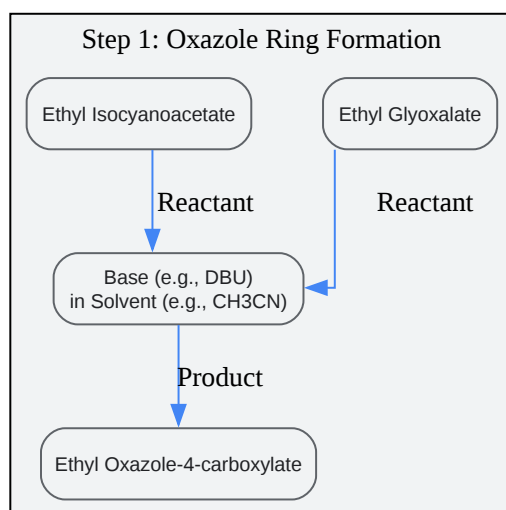 Step 1: Oxazole Ring Formation
Ethyl Isocyanoacetate
Ethyl Glyoxalate
Reactant
Reactant
Base (e.g., DBU)
in Solvent (e.g., CH3CN)
Product
Ethyl Oxazole-4-carboxylate